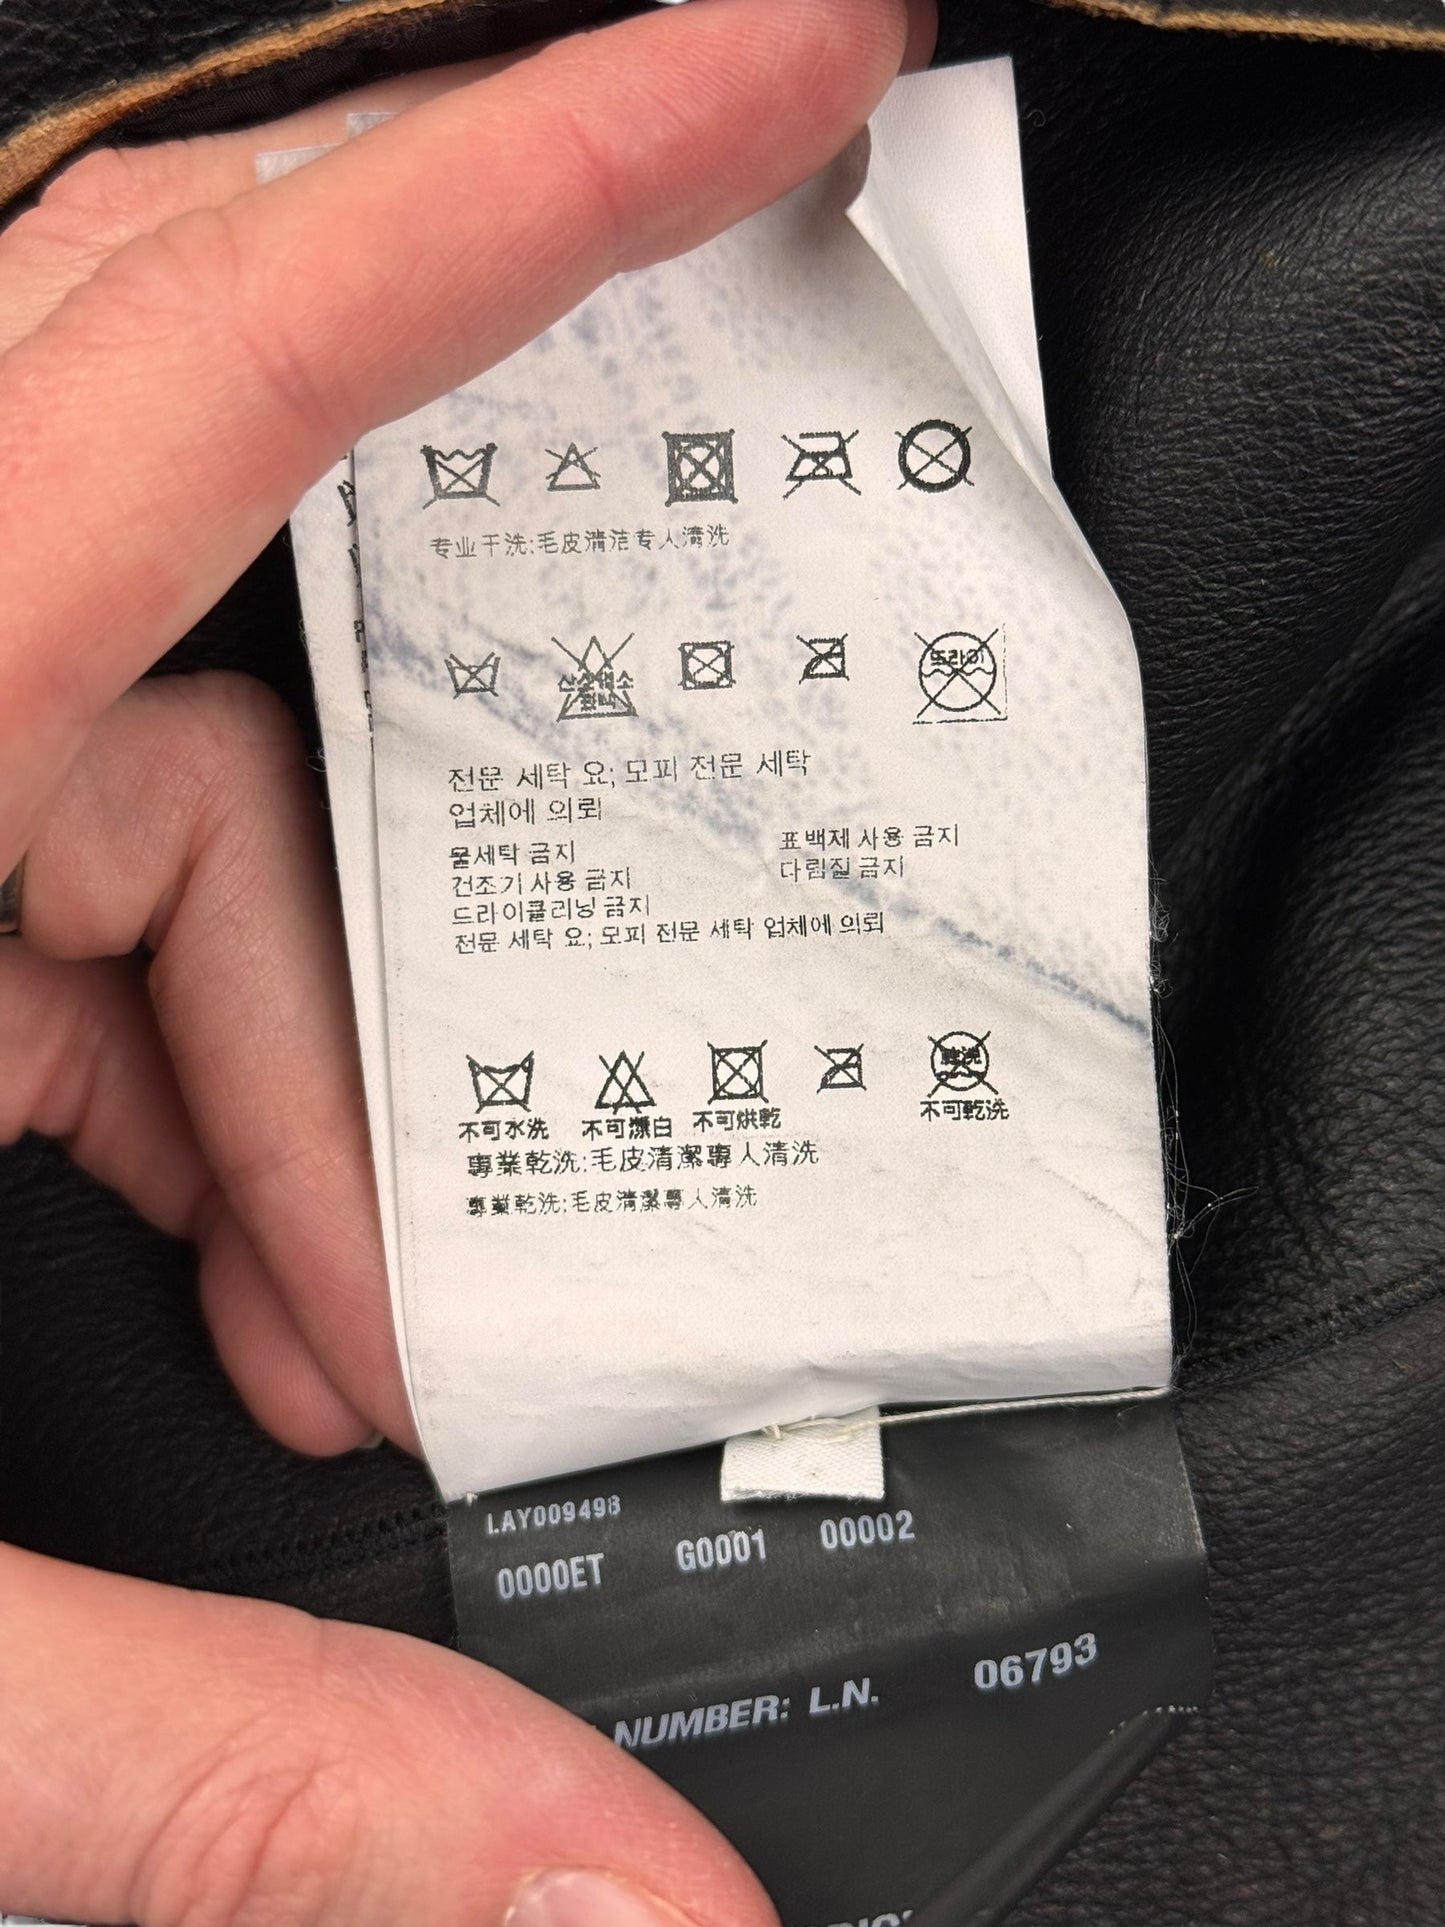 专业干洗;毛皮清洁专人清洗
드라이
전문 세탁 요; 모피 전문 세탁
업체에 의뢰
물세탁 금지 표백제 사용 금지
건조기 사용 금지 다림질 금지
드라이클리닝 금지
전문 세탁 요; 모피 전문 세탁 업체에 의뢰
乾洗
不可水洗 不可漂白 不可烘乾 不可乾洗
專業乾洗;毛皮清潔專人清洗
專業乾洗;毛皮清潔專人清洗
LAY009498
0000ET G0001 00002
NUMBER: L.N. 06793